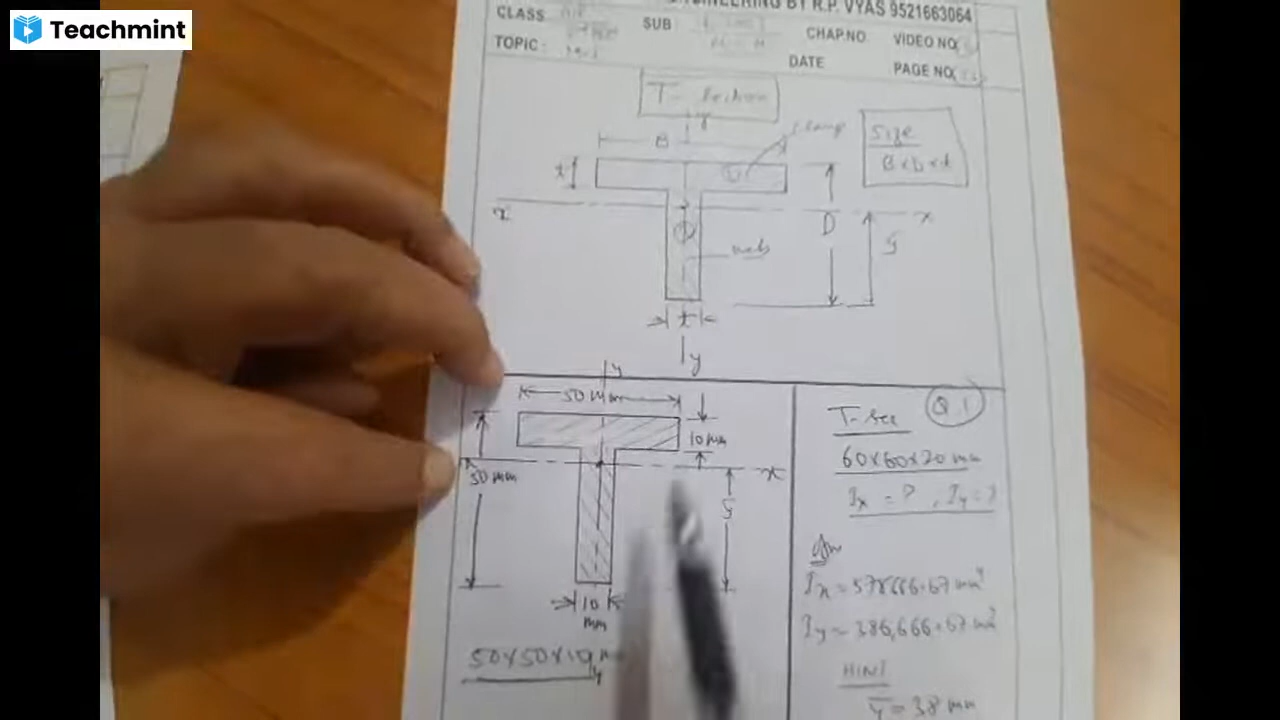 Teachmint
ENGINEERING BY R.P. VYAS 9521663064
CLASS
SUB
CHAP.NO.
VIDEO NO.
TOPIC:
DATE
PAGE NO.
T- Section
y
B
Size
B×D×t
t
x
x
D
ȳ
web
t
y
y
50 mm
10 mm
50 mm
x
ȳ
10
mm
50×50×10
y
Q.1
T-Sec
60×60×20 mm
Ix = ? , Iy = ?
Ans
Ix = 578666.67 mm⁴
Iy = 386,666.67 mm⁴
HINT
ȳ = 38 mm